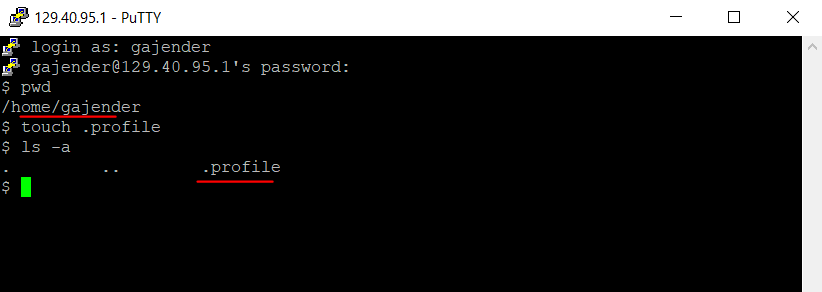 129.40.95.1 - PuTTY
login as: gajender
gajender@129.40.95.1's password:
$ pwd
/home/gajender
$ touch .profile
$ ls -a
. .. .profile
$